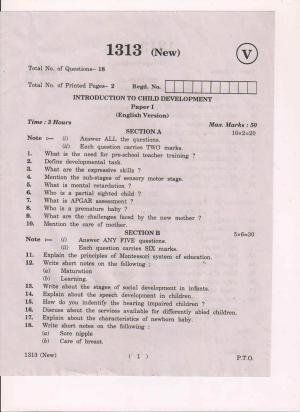 1313 (New)
V
Total No. of Questions- 18
Total No. of Printed Pages- 2 Regd. No.
INTRODUCTION TO CHILD DEVELOPMENT
Paper I
(English Version)
Time : 3 Hours Max. Marks : 50
SECTION A 10x2=20
Note :— (i) Answer ALL the questions.
(ii) Each question carries TWO marks.
1. What is the need for pre-school teacher training ?
2. Define developmental task.
3. What are the expressive skills ?
4. Mention the sub-stages of sensory motor stage.
5. What is mental retardation ?
6. Who is a partial sighted child ?
7. What is APGAR assessment ?
8. Who is a premature baby ?
9. What are the challenges faced by the new mother ?
10. Mention the care of mother.
SECTION B 5x6=30
Note :— (i) Answer ANY FIVE questions.
(ii) Each question carries SIX marks.
11. Explain the principles of Montessori system of education.
12. Write short notes on the following :
(a) Maturation
(b) Learning.
13. Write about the stages of social development in infants.
14. Explain about the speech development in children.
15. How do you indentify the hearing impaired children ?
16. Discuss about the services available for differently abled children.
17. Explain about the characteristics of newborn baby.
18. Write short notes on the following :
(a) Sore nipple
(b) Care of breast.
1313 (New) ( 1 ) P.T.O.